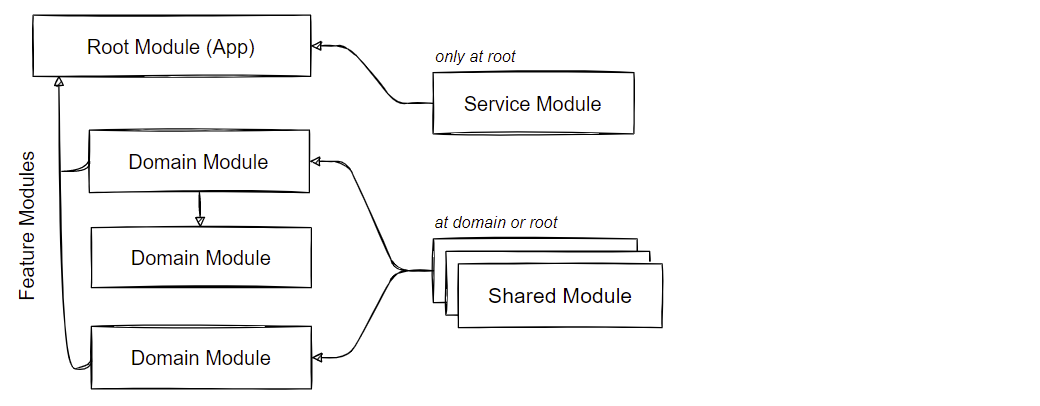 Root Module (App)
only at root
Service Module
Feature Modules
Domain Module
at domain or root
Domain Module
Shared Module
Domain Module